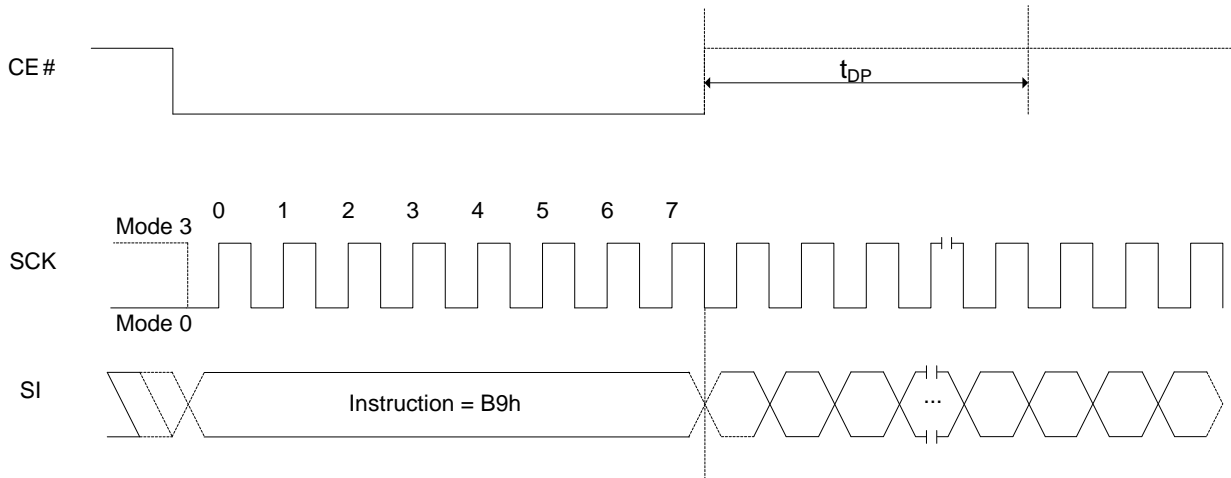 CE#
tDP
Mode 3 0 1 2 3 4 5 6 7
SCK
Mode 0
SI
Instruction = B9h
...